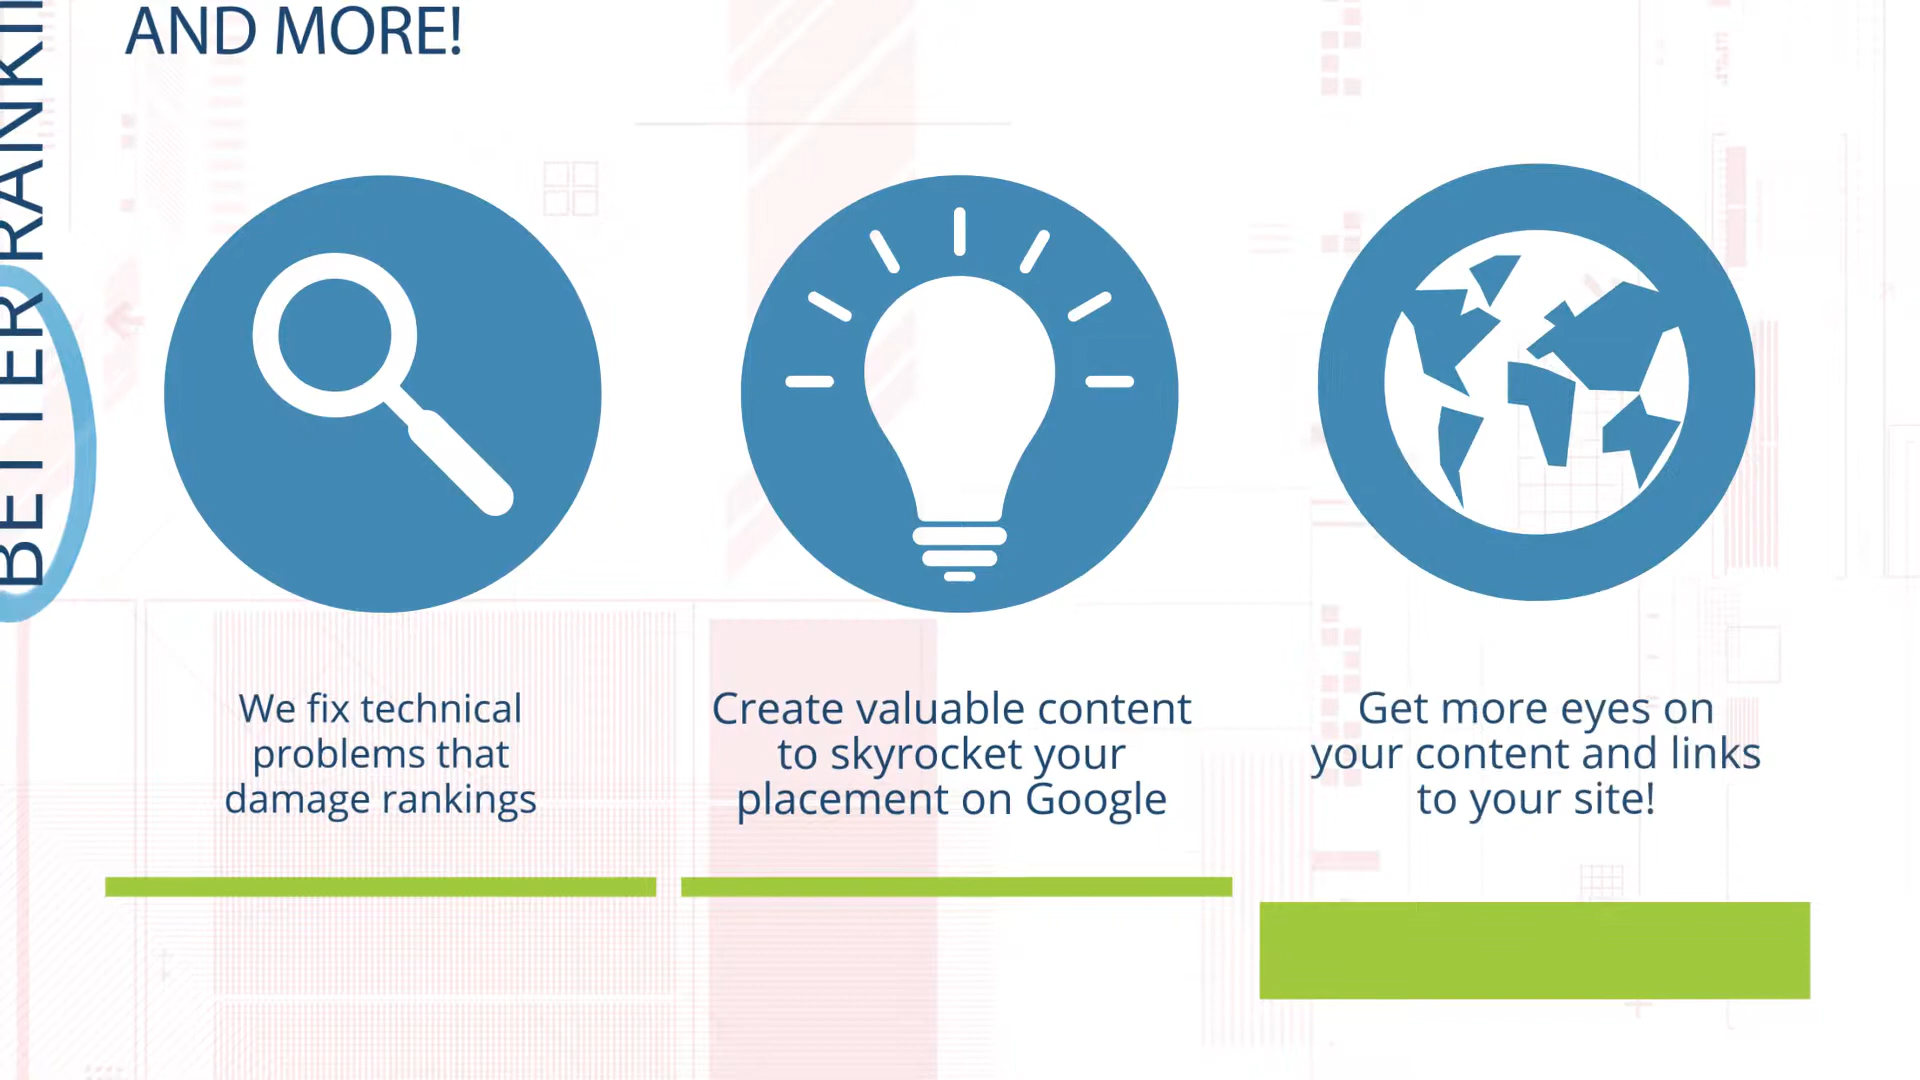 AND MORE!
BETTER
We fix technical
problems that
damage rankings
Create valuable content
to skyrocket your
placement on Google
Get more eyes on
your content and links
to your site!